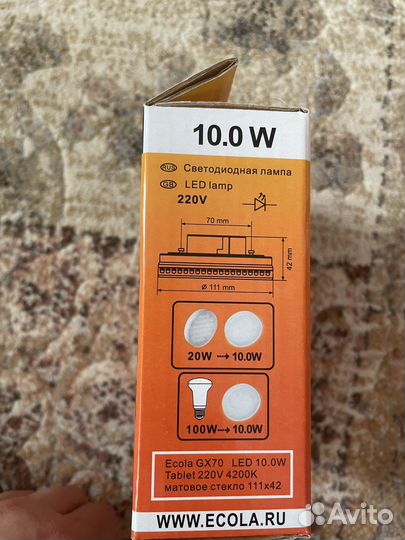 10.0 W
RUS Светодиодная лампа
GB LED lamp
220V
70 mm
42 mm
ø 111 mm
20W → 10.0W
100W → 10.0W
Ecola GX70 LED 10.0W
Tablet 220V 4200K
матовое стекло 111x42
WWW.ECOLA.RU
Avito